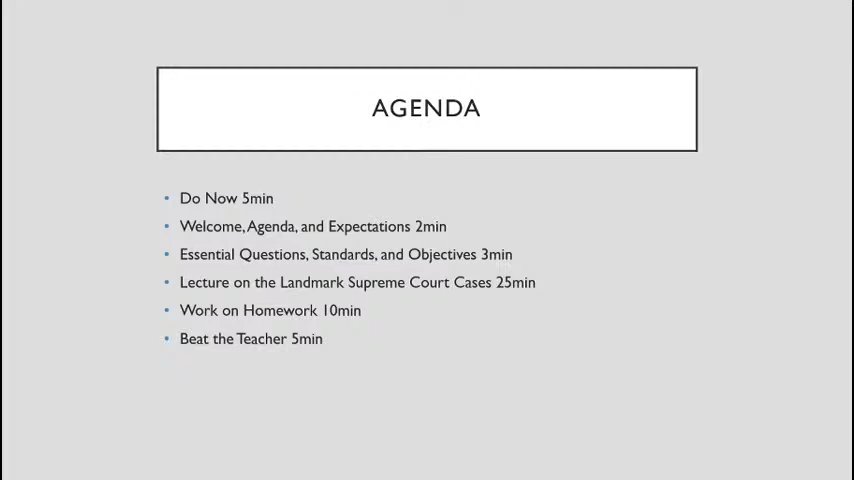 AGENDA
• Do Now 5min
• Welcome, Agenda, and Expectations 2min
• Essential Questions, Standards, and Objectives 3min
• Lecture on the Landmark Supreme Court Cases 25min
• Work on Homework 10min
• Beat the Teacher 5min